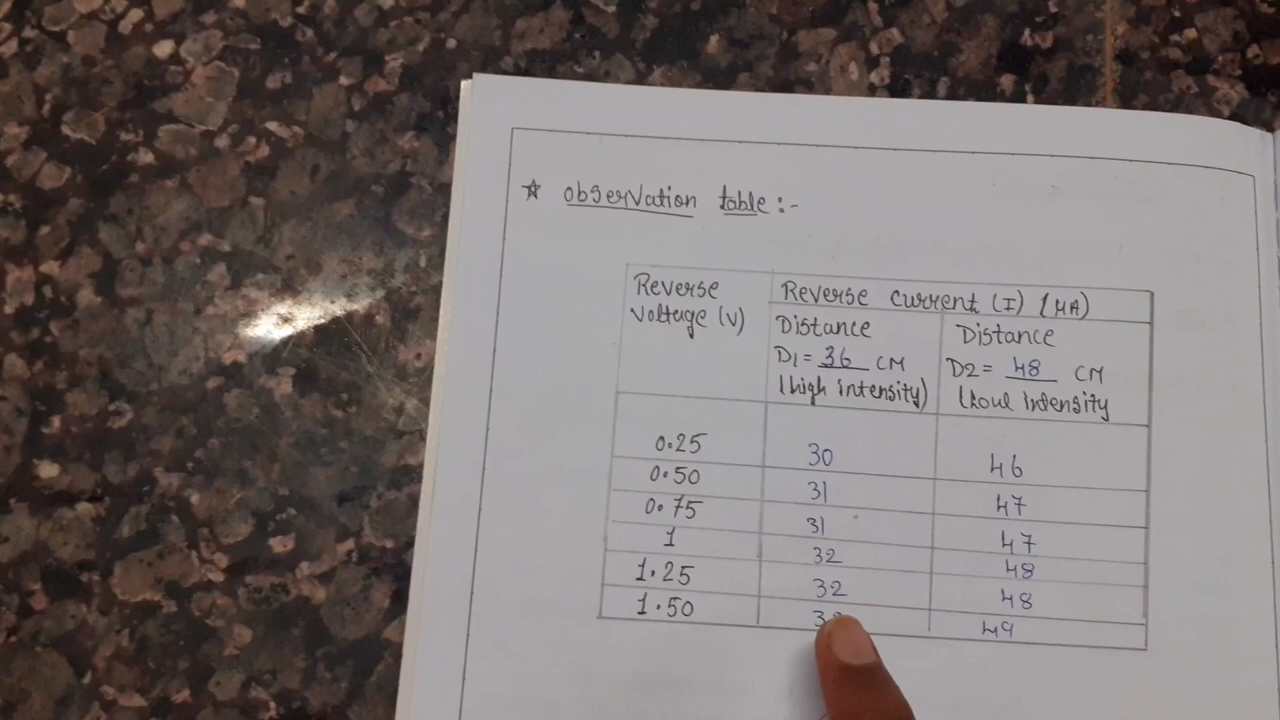 ☆ observation table :-
Reverse Voltage (V)
Reverse current (I) (μA)
Distance D1 = 36 CM (high intensity)
Distance D2 = 48 CM (Low intensity
0.25 30 46
0.50 31 47
0.75 31 47
1 32 48
1.25 32 48
1.50 49